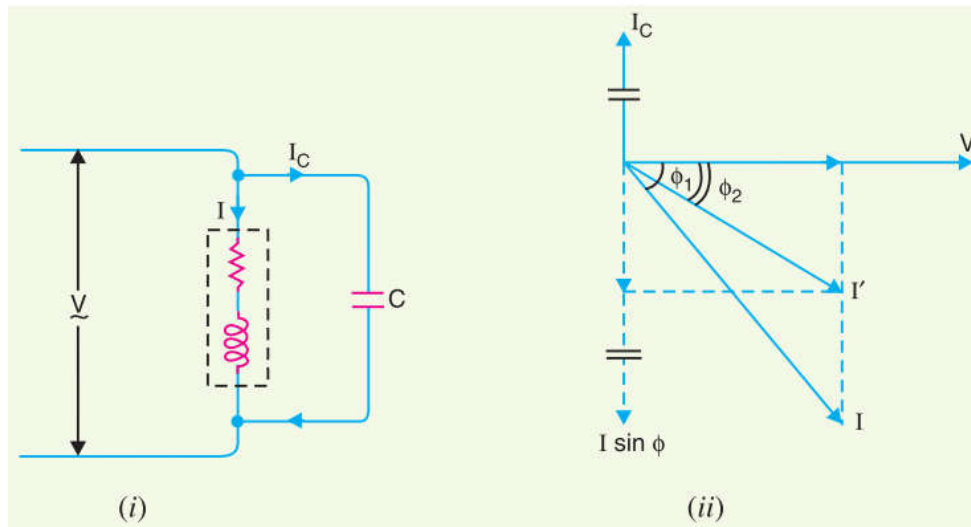 I_C
I
V
~
C
(i)
I_C
V
ϕ₁
ϕ₂
I′
I
I sin ϕ
(ii)